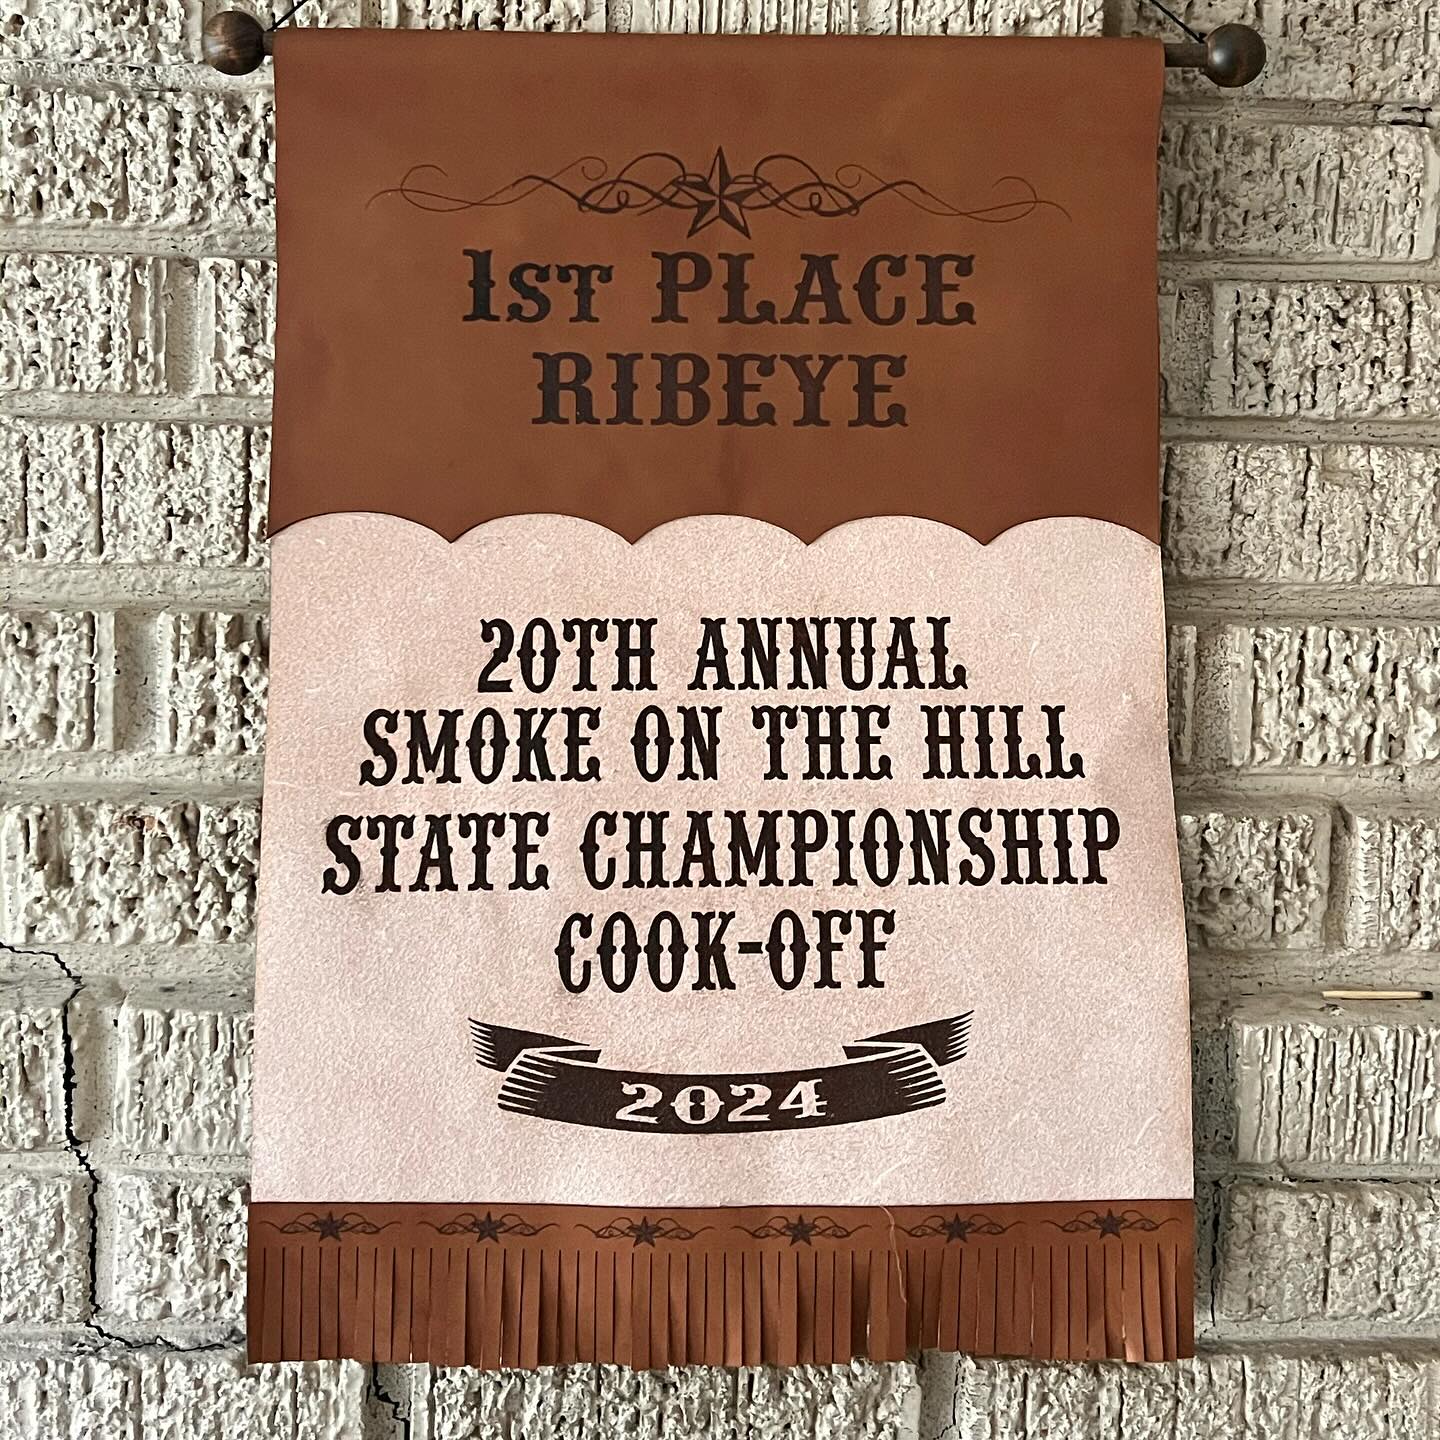 1ST PLACE
RIBEYE
20TH ANNUAL
SMOKE ON THE HILL
STATE CHAMPIONSHIP
COOK-OFF
2024